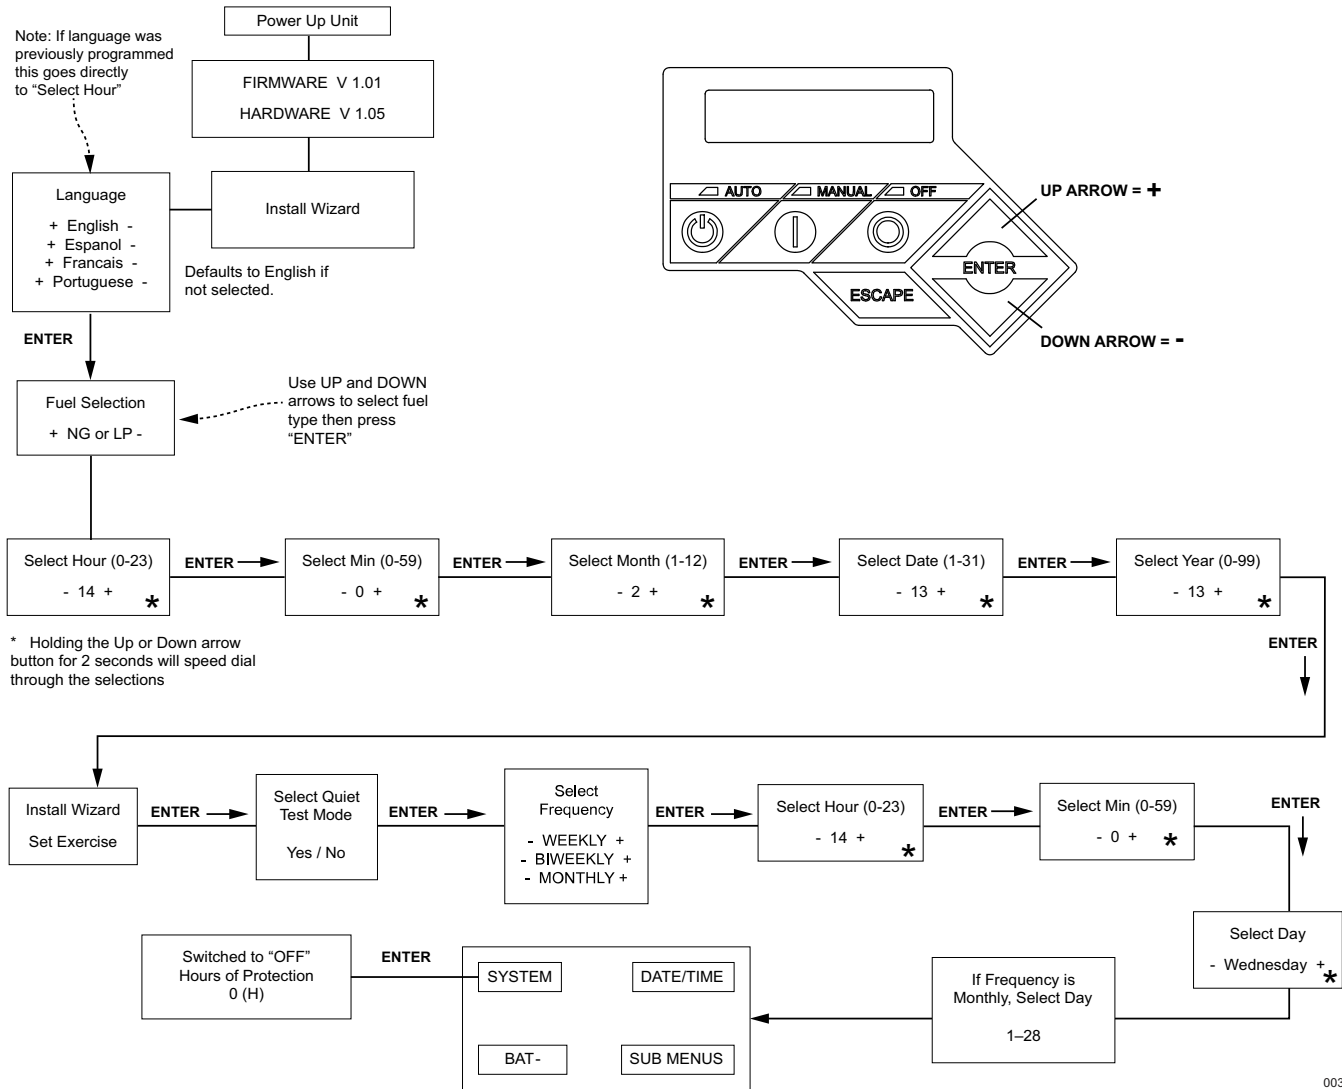 Power Up Unit
Note: If language was
previously programmed
this goes directly
to “Select Hour”
FIRMWARE V 1.01
HARDWARE V 1.05
Language
+ English -
+ Espanol -
+ Francais -
+ Portuguese -
Install Wizard
Defaults to English if
not selected.
AUTO
MANUAL
OFF
ENTER
ESCAPE
UP ARROW = +
DOWN ARROW = -
ENTER
Fuel Selection
+ NG or LP -
Use UP and DOWN
arrows to select fuel
type then press
“ENTER”
Select Hour (0-23)
- 14 +
*
ENTER
Select Min (0-59)
- 0 +
*
ENTER
Select Month (1-12)
- 2 +
*
ENTER
Select Date (1-31)
- 13 +
*
ENTER
Select Year (0-99)
- 13 +
*
* Holding the Up or Down arrow
button for 2 seconds will speed dial
through the selections
ENTER
Install Wizard
Set Exercise
ENTER
Select Quiet
Test Mode
Yes / No
ENTER
Select
Frequency
- WEEKLY +
- BIWEEKLY +
- MONTHLY +
ENTER
Select Hour (0-23)
- 14 +
*
ENTER
Select Min (0-59)
- 0 +
*
ENTER
Select Day
- Wednesday +
*
If Frequency is
Monthly, Select Day
1–28
SYSTEM
DATE/TIME
BAT-
SUB MENUS
ENTER
Switched to “OFF”
Hours of Protection
0 (H)
003